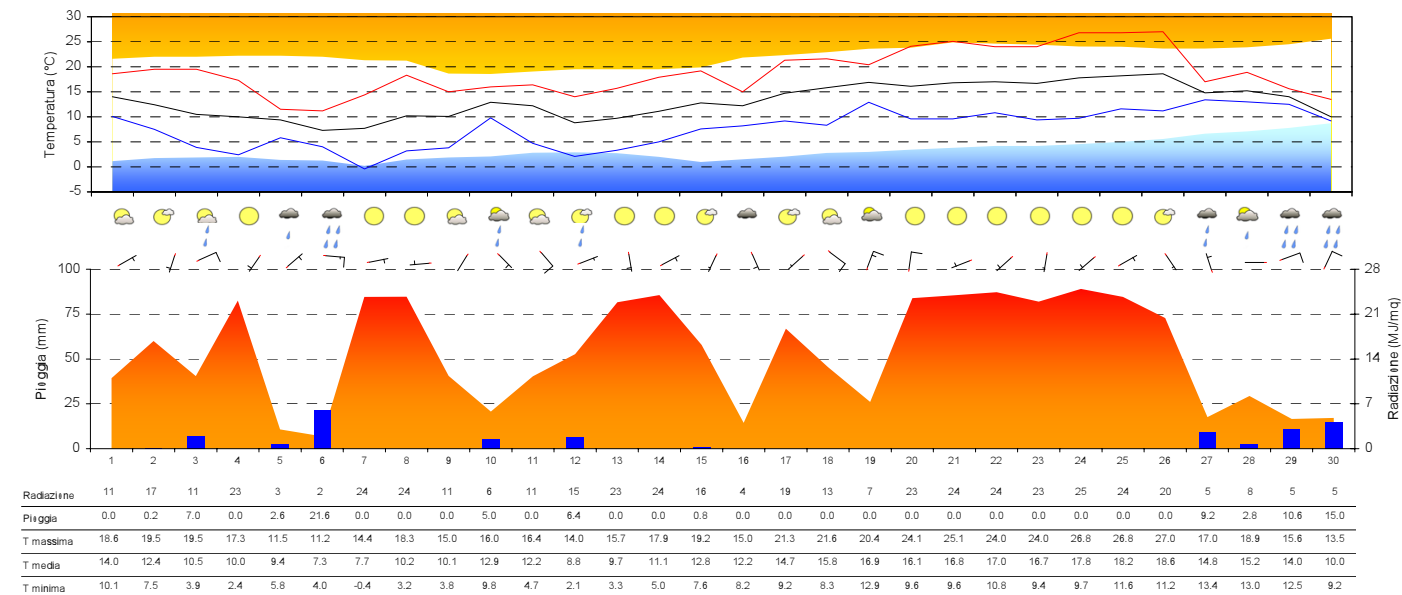 Temperatura (°C)
30
25
20
15
10
5
0
-5
Pioggia (mm)
100
75
50
25
0
28
21
14
7
0
Radiazione (MJ/mq)
1 2 3 4 5 6 7 8 9 10 11 12 13 14 15 16 17 18 19 20 21 22 23 24 25 26 27 28 29 30
Radiazione 11 17 11 23 3 2 24 24 11 6 11 15 23 24 16 4 19 13 7 23 24 24 23 25 24 20 5 8 5 5
Pioggia 0.0 0.2 7.0 0.0 2.6 21.6 0.0 0.0 0.0 5.0 0.0 6.4 0.0 0.0 0.8 0.0 0.0 0.0 0.0 0.0 0.0 0.0 0.0 0.0 0.0 0.0 9.2 2.8 10.6 15.0
T massima 18.6 19.5 19.5 17.3 11.5 11.2 14.4 18.3 15.0 16.0 16.4 14.0 15.7 17.9 19.2 15.0 21.3 21.6 20.4 24.1 25.1 24.0 24.0 26.8 26.8 27.0 17.0 18.9 15.6 13.5
T media 14.0 12.4 10.5 10.0 9.4 7.3 7.7 10.2 10.1 12.9 12.2 8.8 9.7 11.1 12.8 12.2 14.7 15.8 16.9 16.1 16.8 17.0 16.7 17.8 18.2 18.6 14.8 15.2 14.0 10.0
T minima 10.1 7.5 3.9 2.4 5.8 4.0 -0.4 3.2 3.8 9.8 4.7 2.1 3.3 5.0 7.6 8.2 9.2 8.3 12.9 9.6 9.6 10.8 9.4 9.7 11.6 11.2 13.4 13.0 12.5 9.2